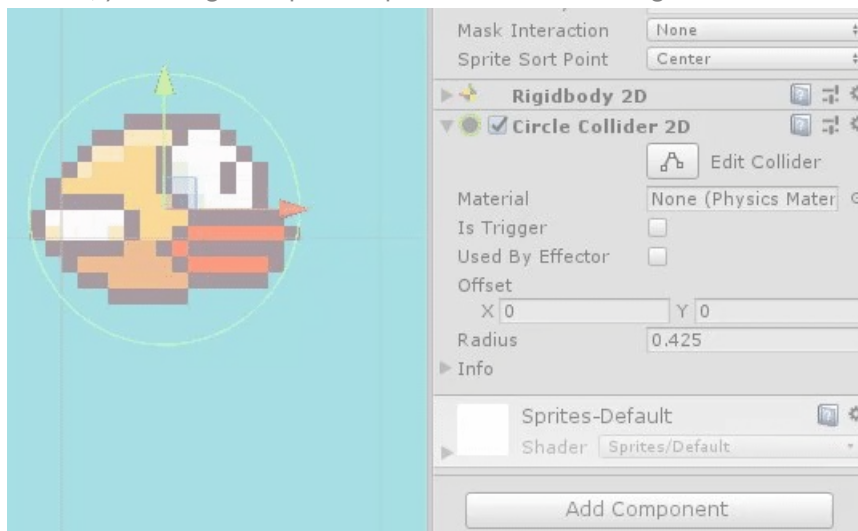 Mask Interaction None
Sprite Sort Point Center
Rigidbody 2D
Circle Collider 2D
Edit Collider
Material None (Physics Mater
Is Trigger
Used By Effector
Offset
X 0 Y 0
Radius 0.425
Info
Sprites-Default
Shader Sprites/Default
Add Component